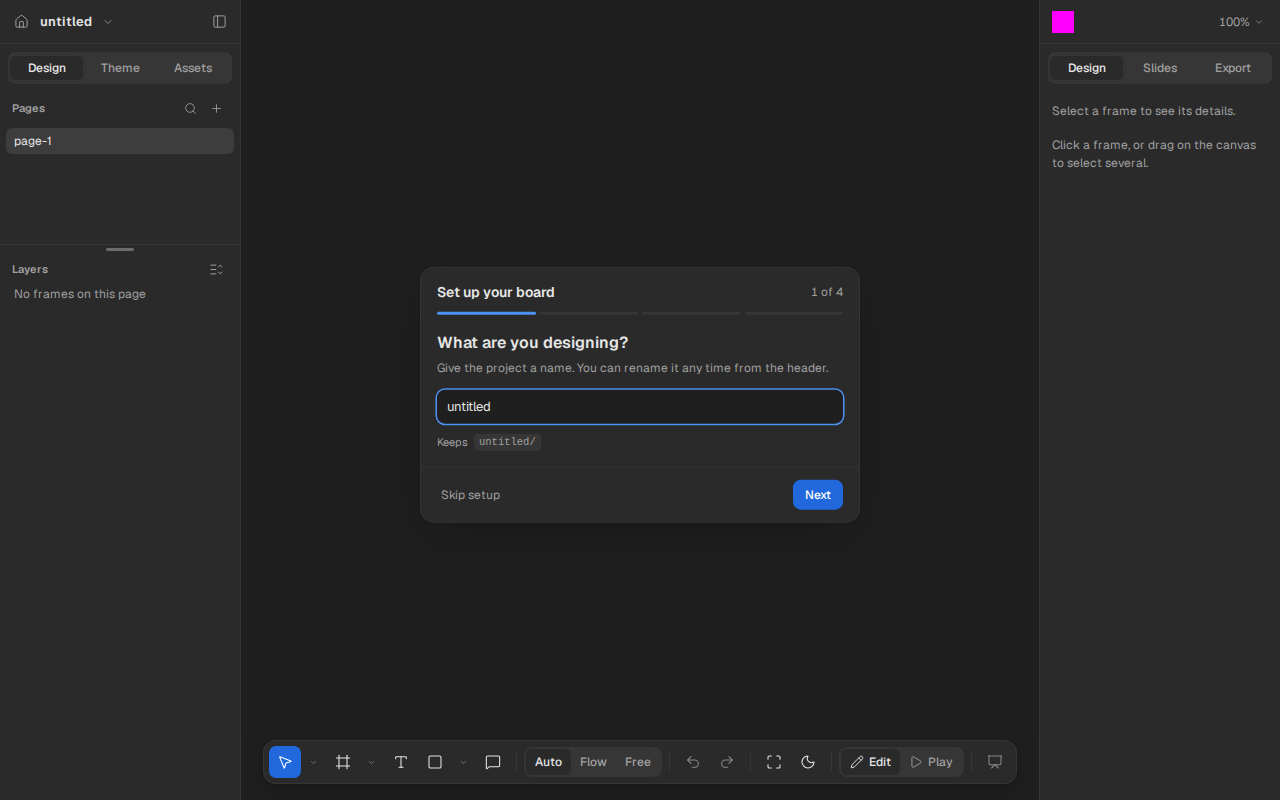 untitled
100%
Design Theme Assets
Design Slides Export
Pages
page-1
Select a frame to see its details.
Click a frame, or drag on the canvas
to select several.
Layers
No frames on this page
Set up your board
1 of 4
What are you designing?
Give the project a name. You can rename it any time from the header.
untitled
Keeps untitled/
Skip setup
Next
Auto Flow Free
Edit Play